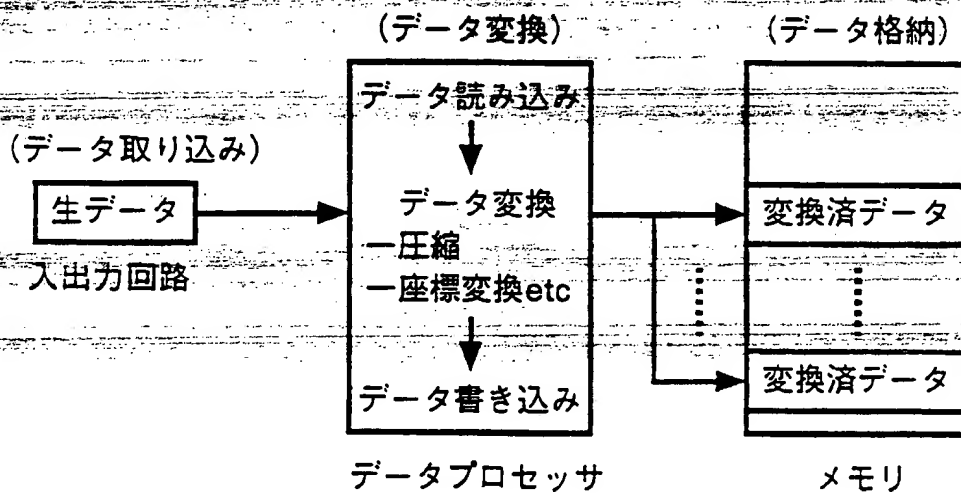 （データ変換）
（データ格納）
データ読み込み
（データ取り込み）
生データ
データ変換
変換済データ
ー圧縮
入出力回路
ー座標変換etc
変換済データ
データ書き込み
データプロセッサ
メモリ